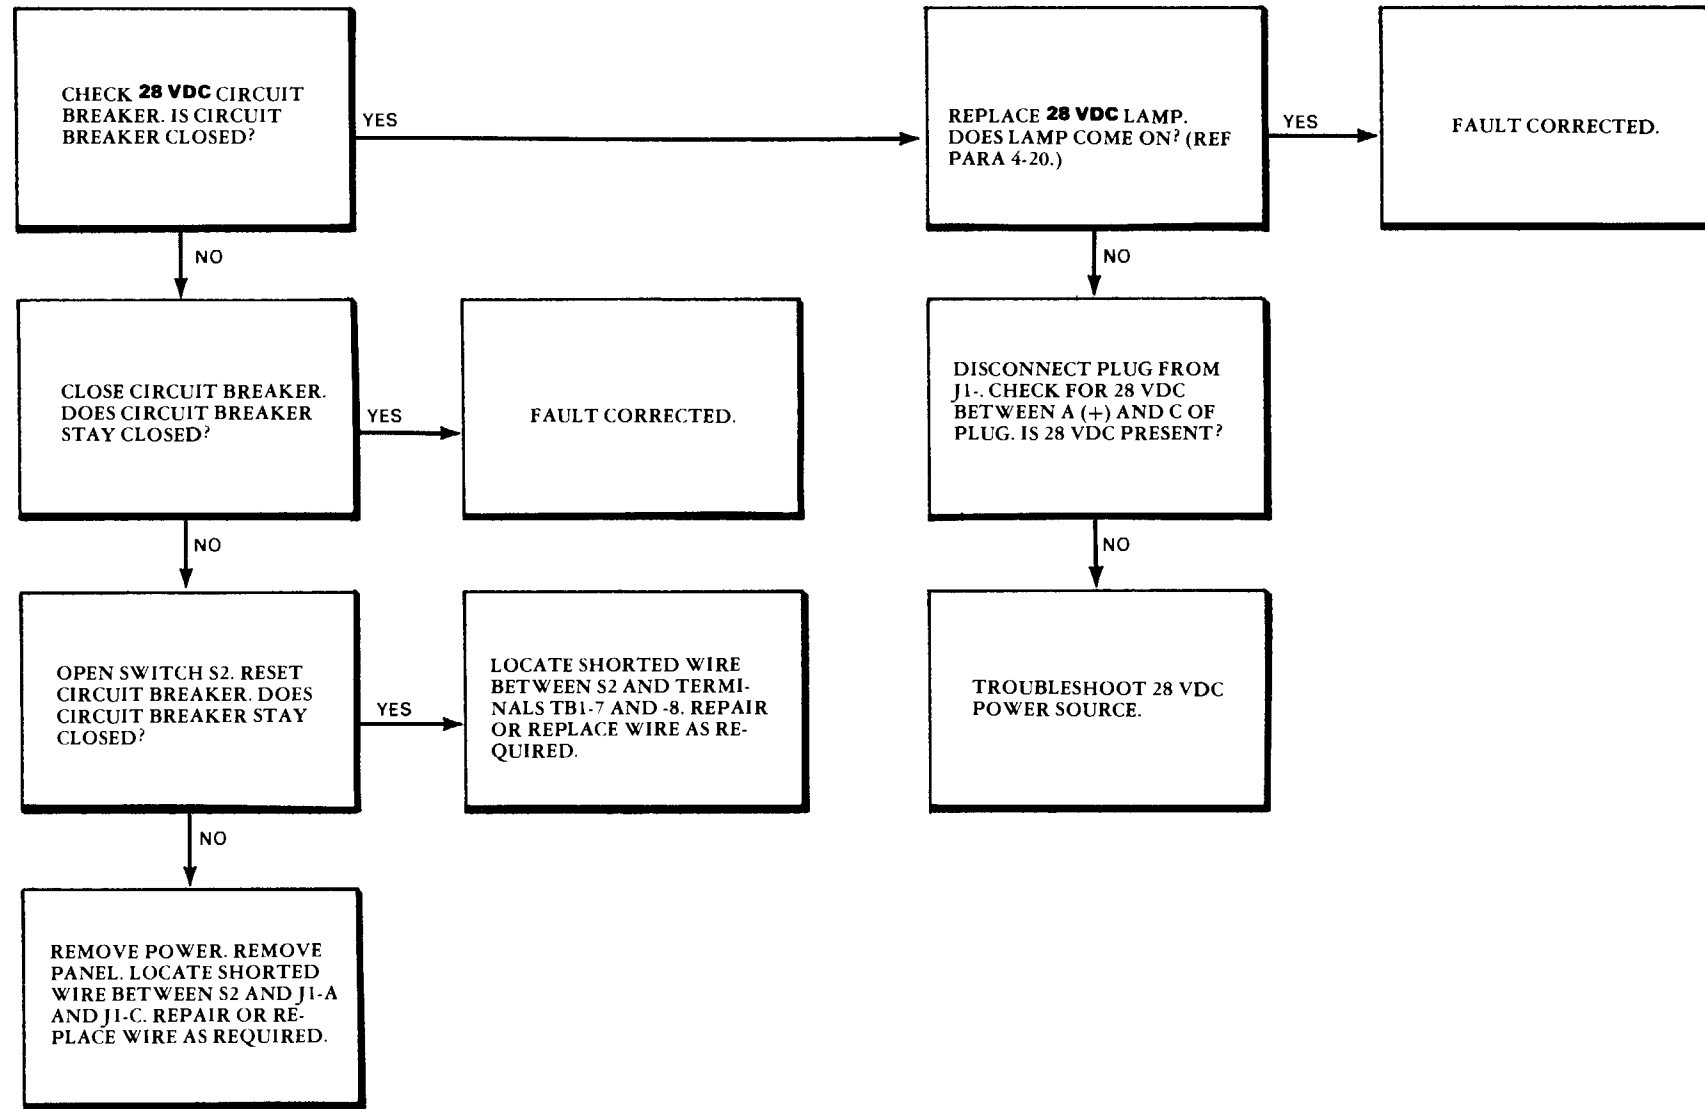 CHECK 28 VDC CIRCUIT
BREAKER. IS CIRCUIT
BREAKER CLOSED?
YES
REPLACE 28 VDC LAMP.
DOES LAMP COME ON? (REF
PARA 4-20.)
YES
FAULT CORRECTED.
NO
NO
CLOSE CIRCUIT BREAKER.
DOES CIRCUIT BREAKER
STAY CLOSED?
YES
FAULT CORRECTED.
DISCONNECT PLUG FROM
J1-. CHECK FOR 28 VDC
BETWEEN A (+) AND C OF
PLUG. IS 28 VDC PRESENT?
NO
NO
OPEN SWITCH S2. RESET
CIRCUIT BREAKER. DOES
CIRCUIT BREAKER STAY
CLOSED?
YES
LOCATE SHORTED WIRE
BETWEEN S2 AND TERMI-
NALS TB1-7 AND -8. REPAIR
OR REPLACE WIRE AS RE-
QUIRED.
TROUBLESHOOT 28 VDC
POWER SOURCE.
NO
REMOVE POWER. REMOVE
PANEL. LOCATE SHORTED
WIRE BETWEEN S2 AND J1-A
AND J1-C. REPAIR OR RE-
PLACE WIRE AS REQUIRED.